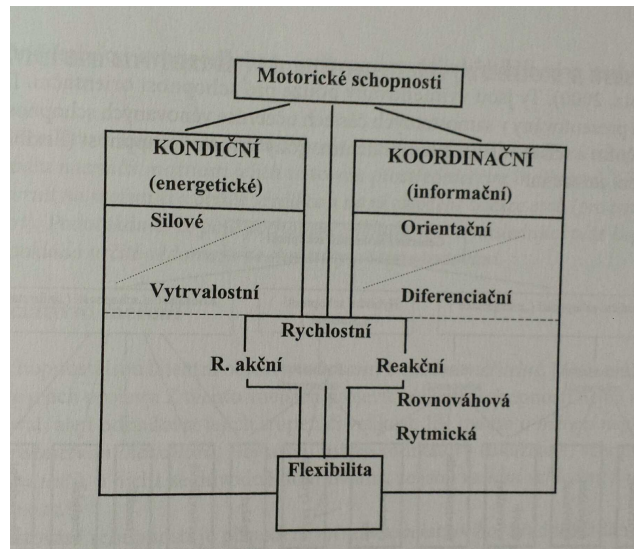 Motorické schopnosti
KONDIČNÍ
(energetické)
KOORDINAČNÍ
(informační)
Silové
Orientační
Vytrvalostní
Diferenciační
Rychlostní
R. akční
Reakční
Rovnováhová
Rytmická
Flexibilita